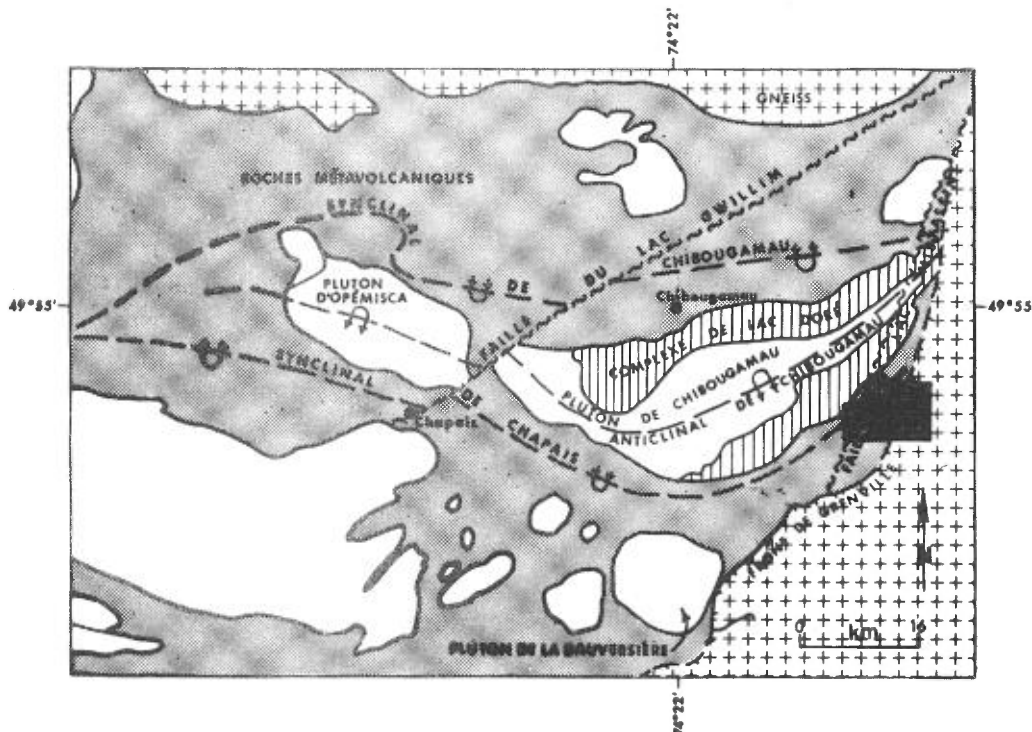 74°22'
GNEISS
ROCHES MÉTAVOLCANIQUES
SYNCLINAL
DE
CHIBOUGAMAU
FAILLE DU LAC GWILLIM
49°55'
49°55
PLUTON
D'OPÉMISCA
Chibougamau
COMPLEXE DE LAC DORÉ
SYNCLINAL DE CHAPAIS
Chapais
PLUTON DE CHIBOUGAMAU
ANTICLINAL DE CHIBOUGAMAU
DE GRENVILLE
0 km 16
PLUTON DE LA DAUVERSIÈRE
74°22'